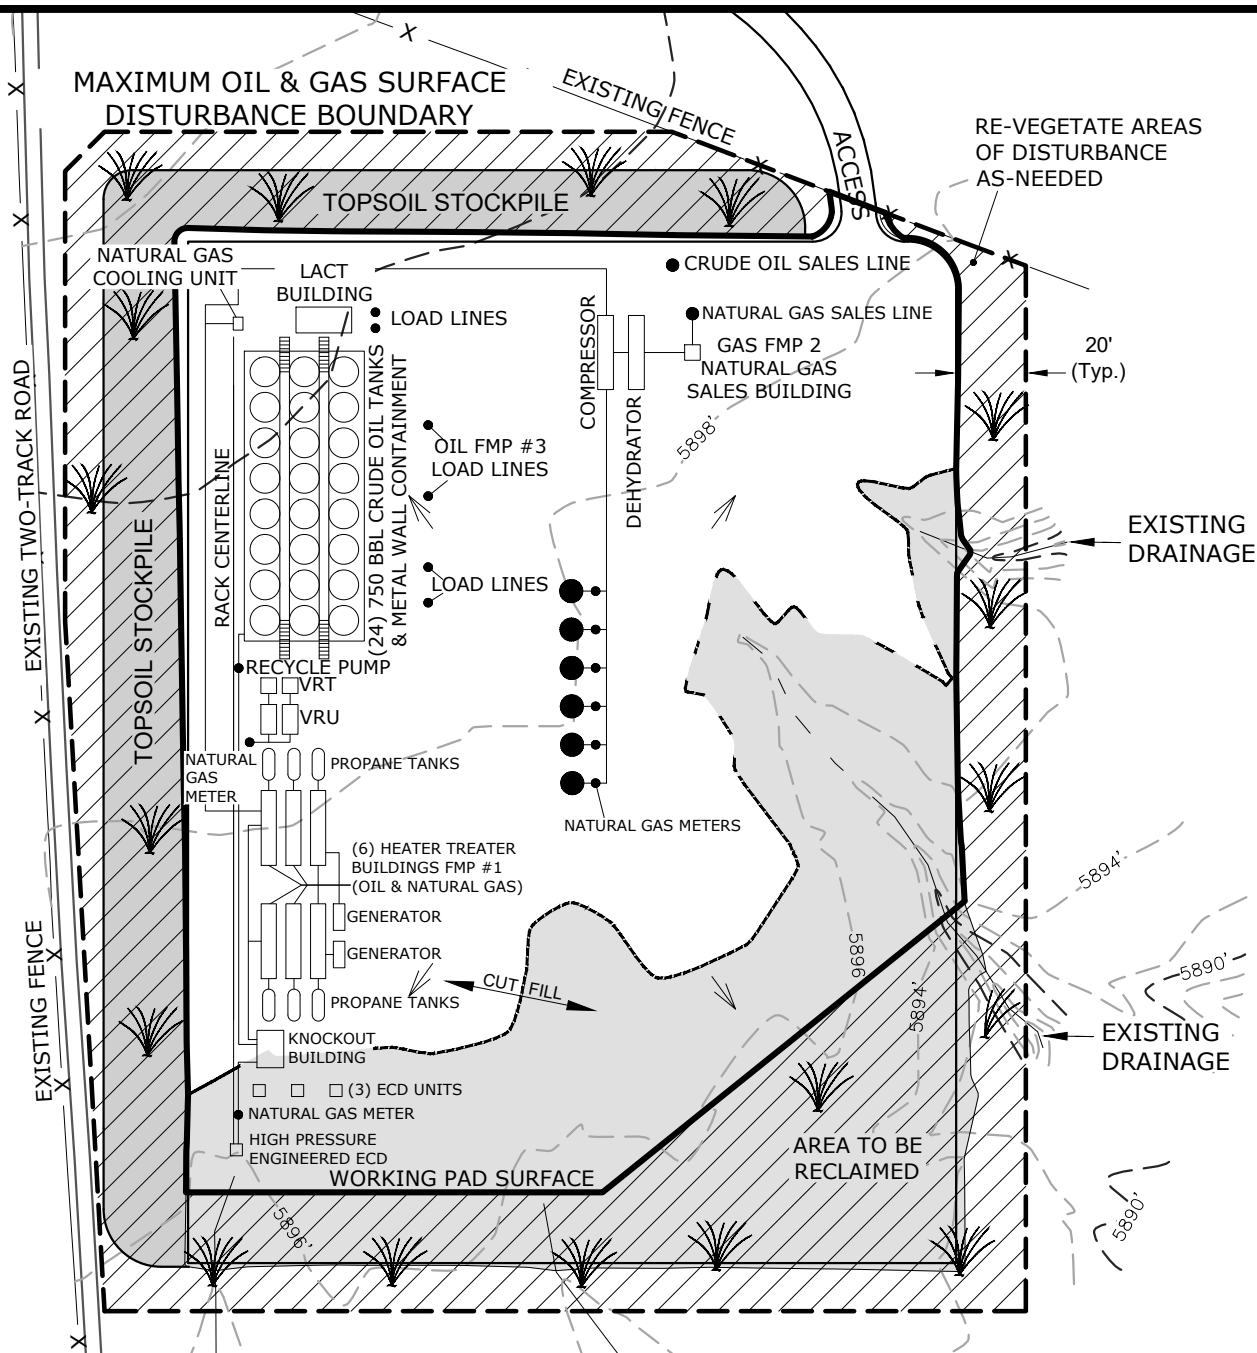 MAXIMUM OIL & GAS SURFACE
DISTURBANCE BOUNDARY
X
EXISTING FENCE
X
X
X
ACCESS
RE-VEGETATE AREAS
OF DISTURBANCE
AS-NEEDED
TOPSOIL STOCKPILE
NATURAL GAS
COOLING UNIT
LACT
BUILDING
LOAD LINES
CRUDE OIL SALES LINE
NATURAL GAS SALES LINE
GAS FMP 2
NATURAL GAS
SALES BUILDING
COMPRESSOR
DEHYDRATOR
20'
(Typ.)
5898'
OIL FMP #3
LOAD LINES
LOAD LINES
(24) 750 BBL CRUDE OIL TANKS
& METAL WALL CONTAINMENT
RACK CENTERLINE
TOPSOIL STOCKPILE
X
X
EXISTING TWO-TRACK ROAD
X
EXISTING FENCE
X
X
X
EXISTING
DRAINAGE
RECYCLE PUMP
VRT
VRU
NATURAL
GAS
METER
PROPANE TANKS
NATURAL GAS METERS
(6) HEATER TREATER
BUILDINGS FMP #1
(OIL & NATURAL GAS)
GENERATOR
GENERATOR
PROPANE TANKS
CUT
FILL
5896
5894'
5894'
5890'
EXISTING
DRAINAGE
KNOCKOUT
BUILDING
(3) ECD UNITS
NATURAL GAS METER
HIGH PRESSURE
ENGINEERED ECD
WORKING PAD SURFACE
AREA TO BE
RECLAIMED
5896'
5890'